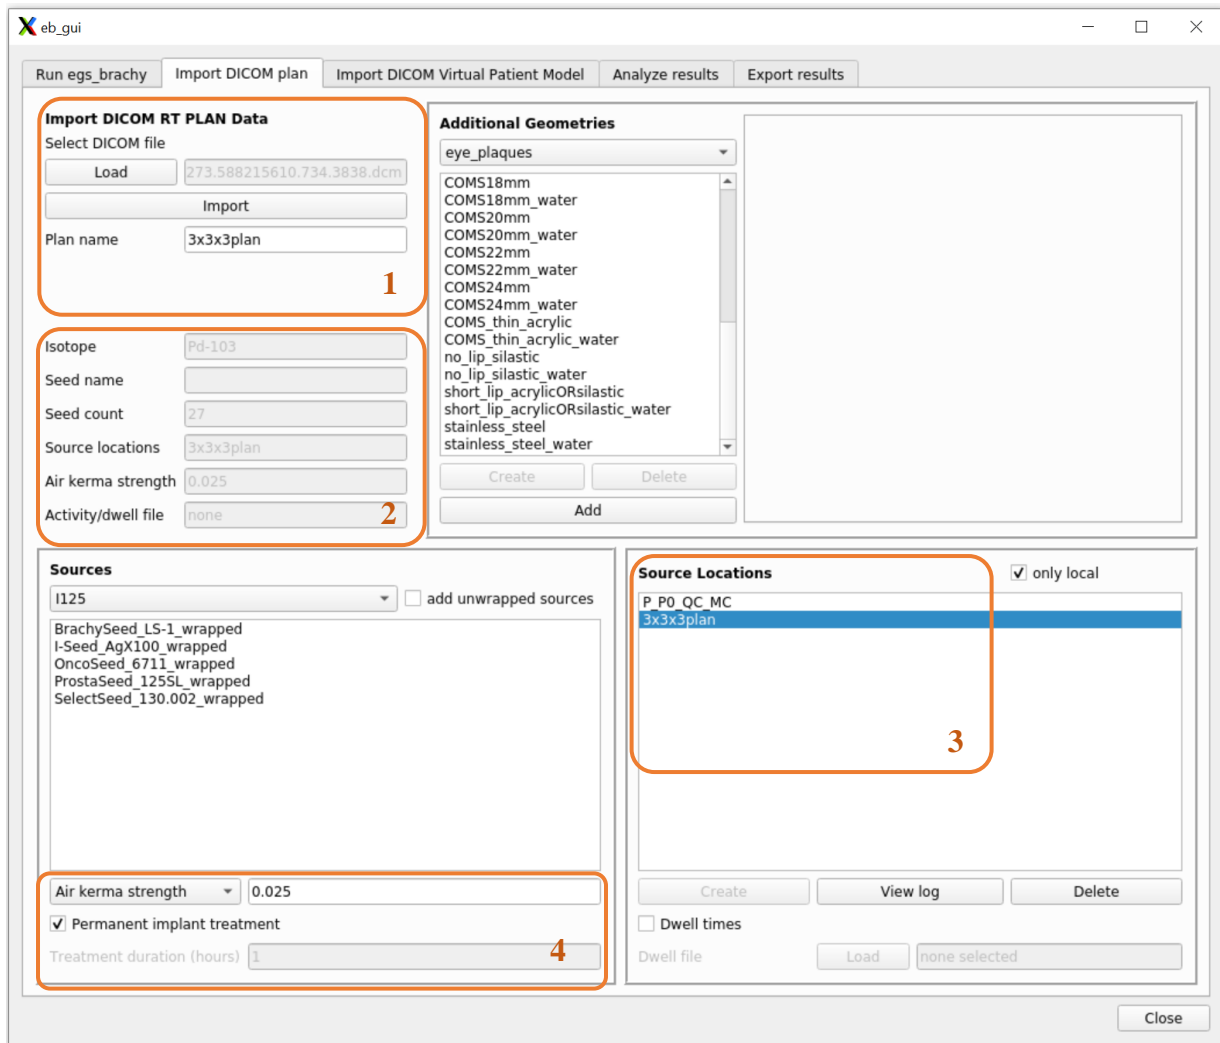 eb_gui
Run egs_brachy
Import DICOM plan
Import DICOM Virtual Patient Model
Analyze results
Export results
Import DICOM RT PLAN Data
Select DICOM file
Load
273.588215610.734.3838.dcm
Import
Plan name
3x3x3plan
1
Isotope
Pd-103
Seed name
Seed count
27
Source locations
3x3x3plan
Air kerma strength
0.025
Activity/dwell file
none
2
Additional Geometries
eye_plaques
COMS18mm
COMS18mm_water
COMS20mm
COMS20mm_water
COMS22mm
COMS22mm_water
COMS24mm
COMS24mm_water
COMS_thin_acrylic
COMS_thin_acrylic_water
no_lip_silastic
no_lip_silastic_water
short_lip_acrylicORsilastic
short_lip_acrylicORsilastic_water
stainless_steel
stainless_steel_water
Create
Delete
Add
Sources
I125
add unwrapped sources
BrachySeed_LS-1_wrapped
I-Seed_AgX100_wrapped
OncoSeed_6711_wrapped
ProstaSeed_125SL_wrapped
SelectSeed_130.002_wrapped
Air kerma strength
0.025
Permanent implant treatment
Treatment duration (hours)
1
4
Source Locations
only local
P_P0_QC_MC
3x3x3plan
3
Create
View log
Delete
Dwell times
Dwell file
Load
none selected
Close